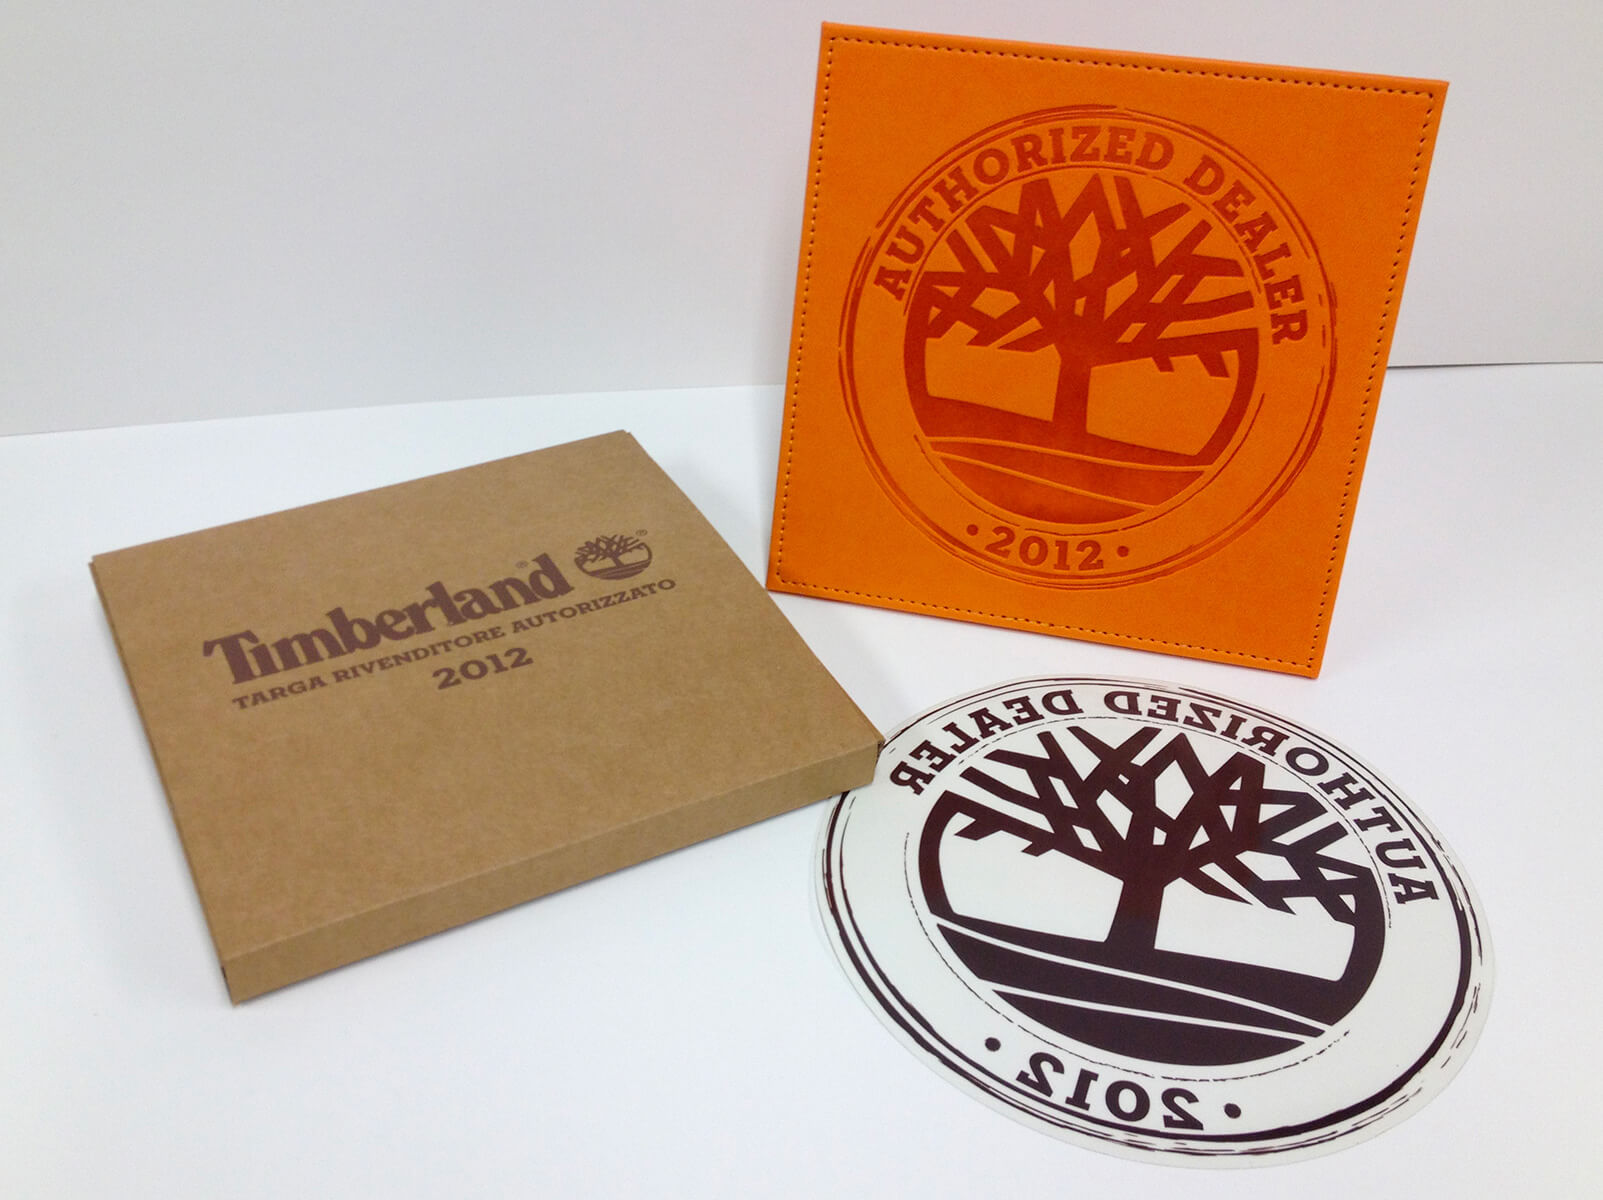 AUTHORIZED DEALER
• 2012 •
Timberland® ®
TARGA RIVENDITORE AUTORIZZATO
2012
AUTHORIZED DEALER
• 2012 •